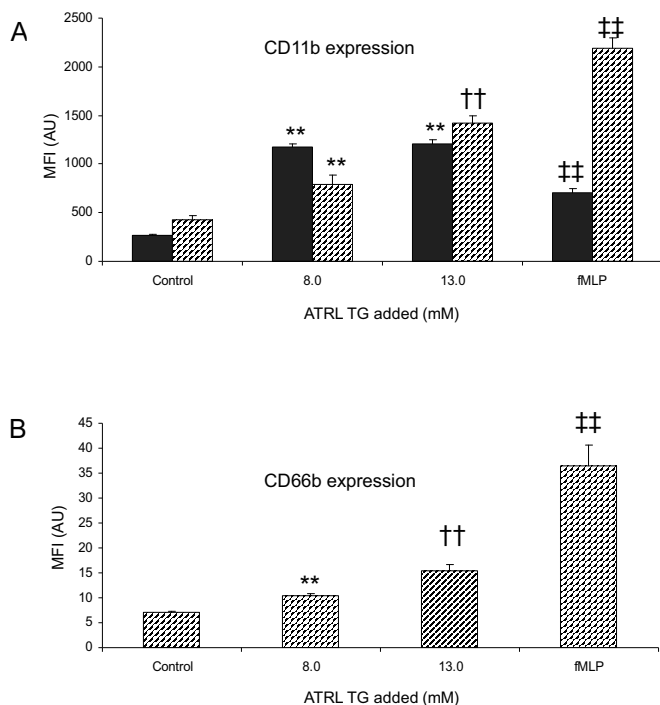 A
CD11b expression
MFI (AU)
2500
2000
1500
1000
500
0
**
**
**
††
‡‡
‡‡
Control 8.0 13.0 fMLP
ATRL TG added (mM)
B
CD66b expression
MFI (AU)
45
40
35
30
25
20
15
10
5
0
**
††
‡‡
Control 8.0 13.0 fMLP
ATRL TG added (mM)